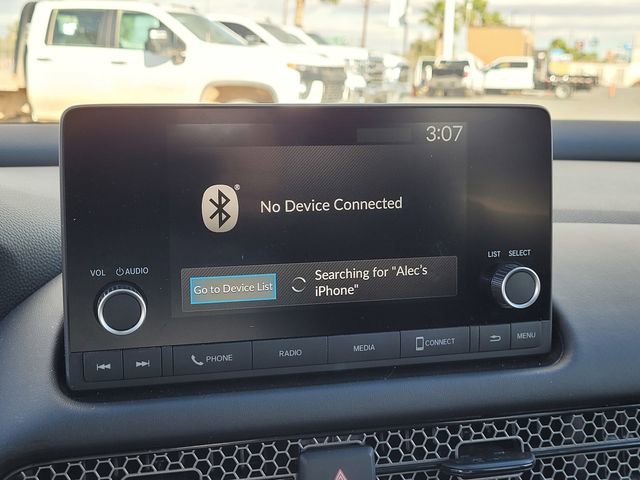 3:07
®
No Device Connected
VOL AUDIO
LIST SELECT
Go to Device List
Searching for "Alec's
iPhone"
PHONE RADIO MEDIA CONNECT MENU